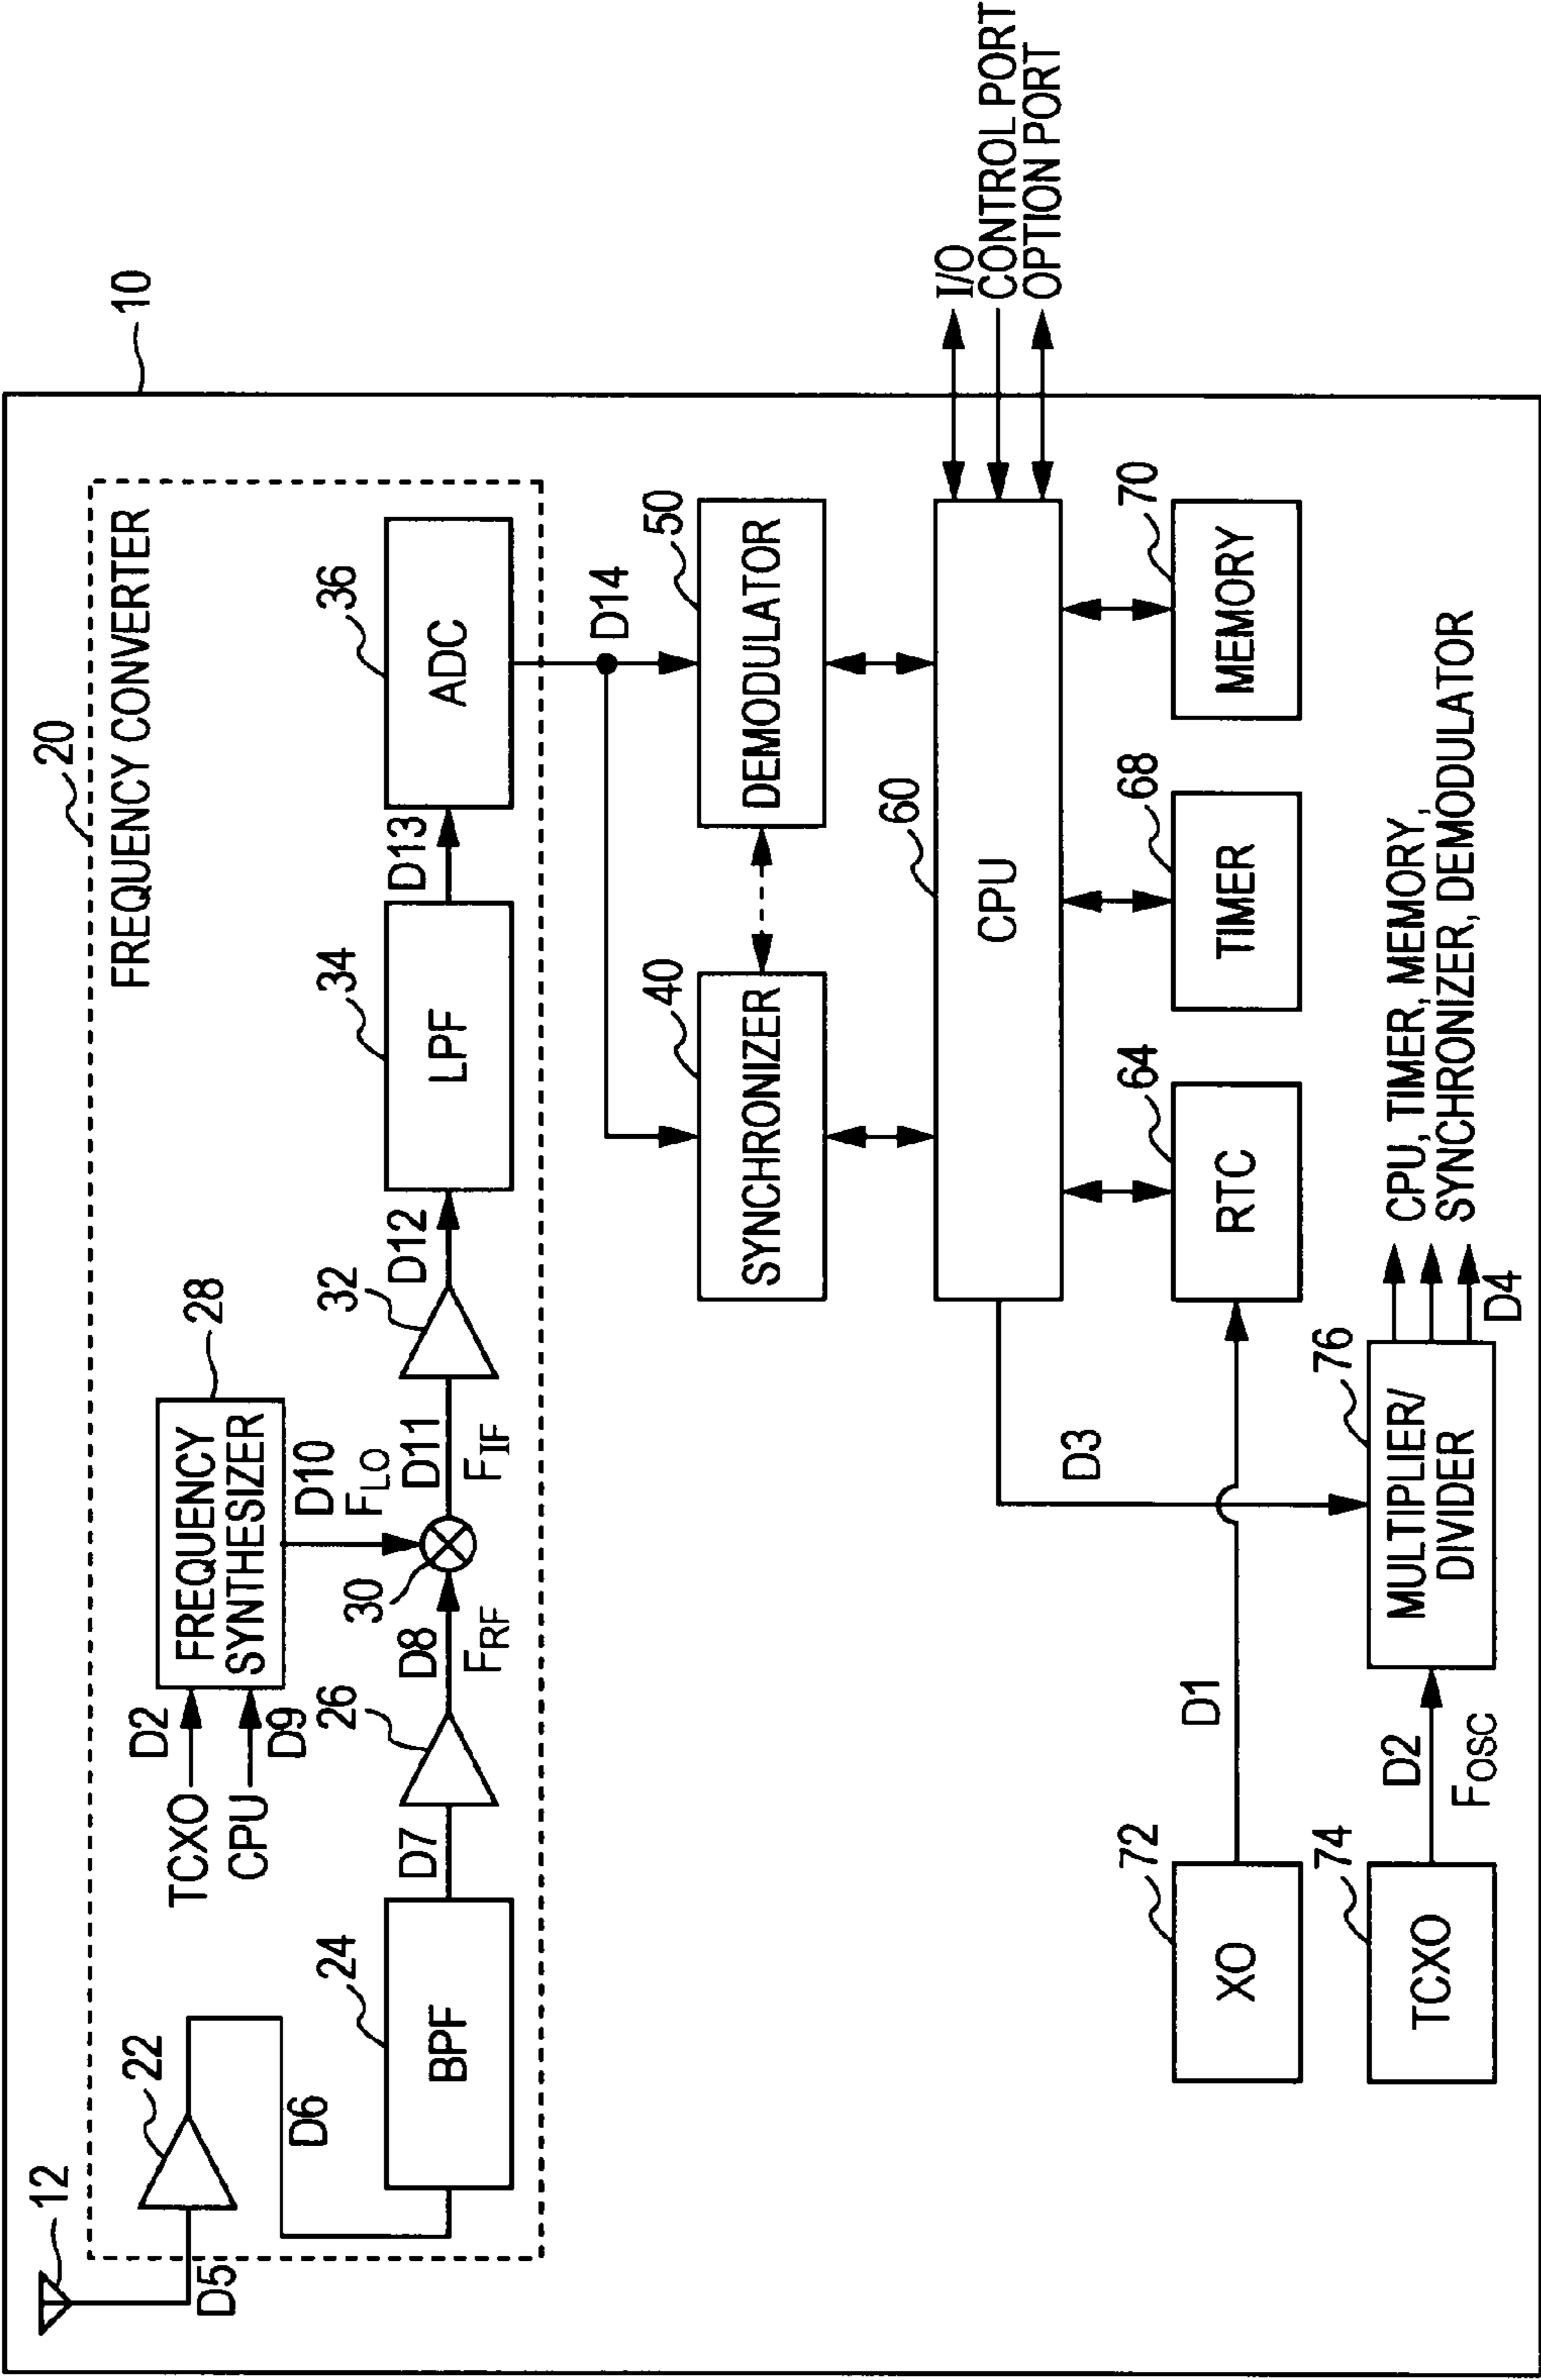 10
20
FREQUENCY CONVERTER
12
22
D5
D6
TCXO
D2
CPU
D9
28
FREQUENCY
SYNTHESIZER
D10
FLO
24
BPF
D7
26
D8
FRF
30
D11
FIF
32
D12
34
LPF
D13
36
ADC
D14
40
SYNCHRONIZER
50
DEMODULATOR
60
CPU
I/O
CONTROL PORT
OPTION PORT
64
RTC
68
TIMER
70
MEMORY
72
XO
D1
D3
74
TCXO
D2
FOSC
76
MULTIPLIER/
DIVIDER
D4
CPU, TIMER, MEMORY,
SYNCHRONIZER, DEMODULATOR